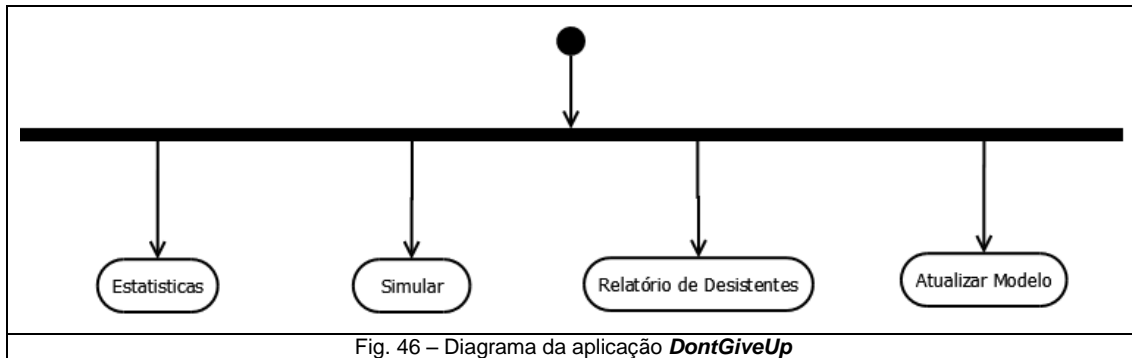 Estatisticas
Simular
Relatório de Desistentes
Atualizar Modelo
Fig. 46 – Diagrama da aplicação DontGiveUp